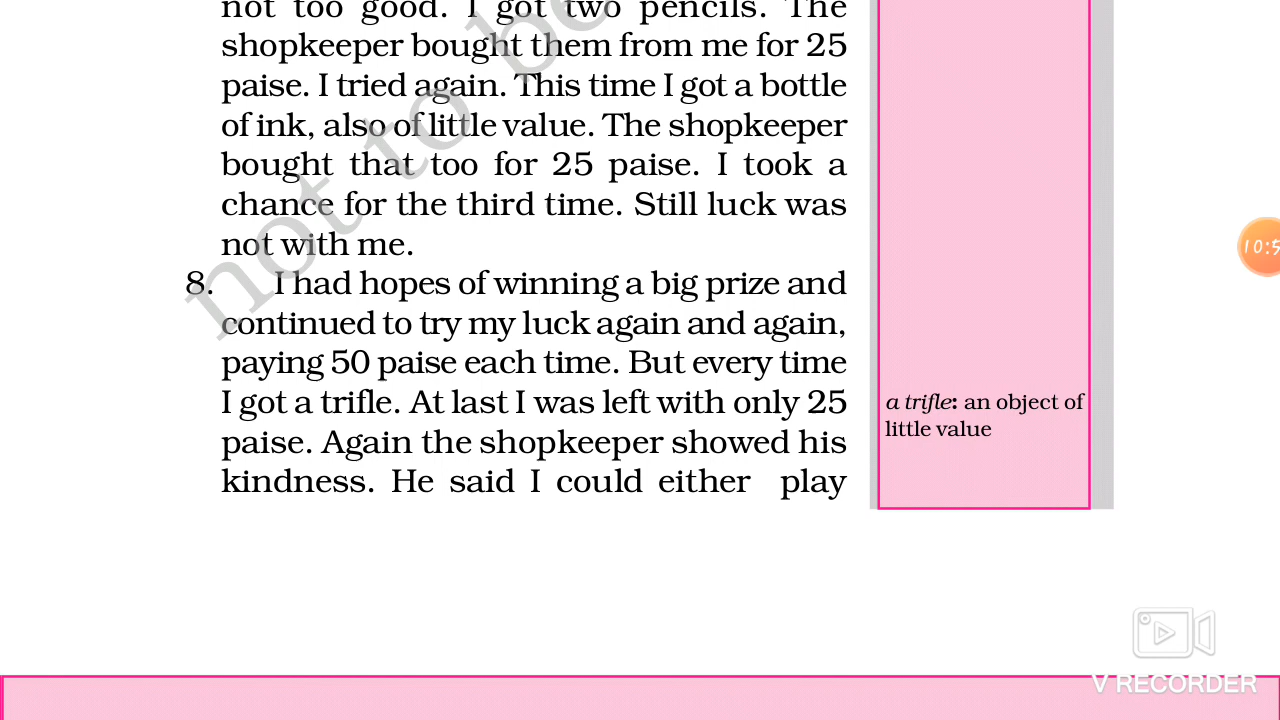 not too good. I got two pencils. The
shopkeeper bought them from me for 25
paise. I tried again. This time I got a bottle
of ink, also of little value. The shopkeeper
bought that too for 25 paise. I took a
chance for the third time. Still luck was
not with me.
8. I had hopes of winning a big prize and
continued to try my luck again and again,
paying 50 paise each time. But every time
I got a trifle. At last I was left with only 25
paise. Again the shopkeeper showed his
kindness. He said I could either play
a trifle: an object of
little value
not to be
10:5
V RECORDER